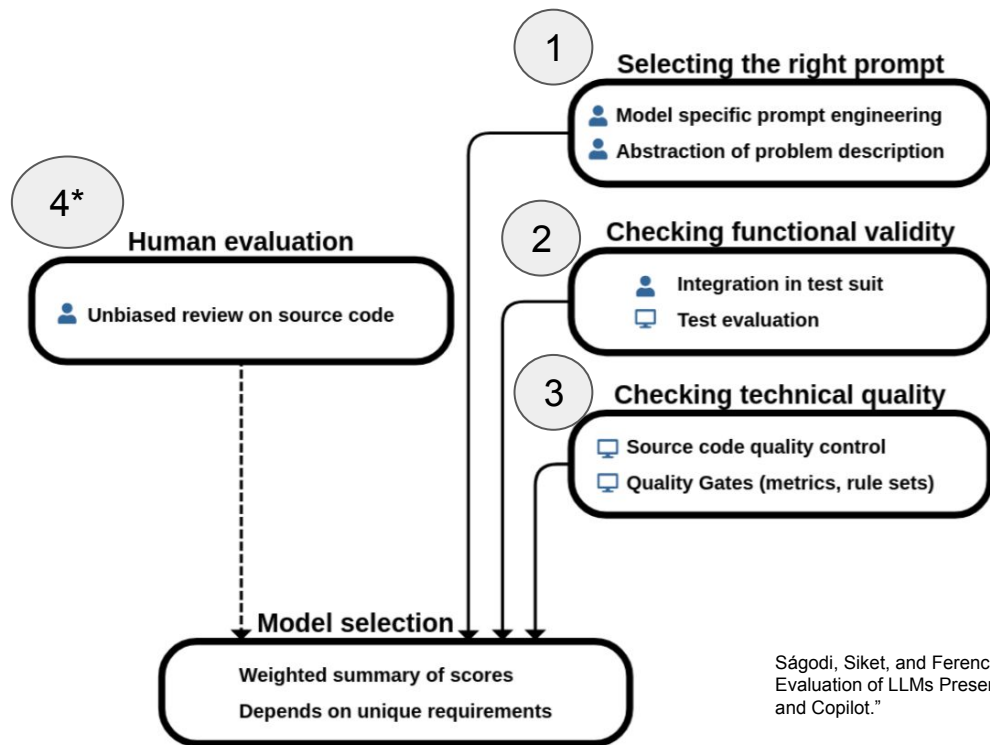 1
Selecting the right prompt
Model specific prompt engineering
Abstraction of problem description
4*
Human evaluation
Unbiased review on source code
2
Checking functional validity
Integration in test suit
Test evaluation
3
Checking technical quality
Source code quality control
Quality Gates (metrics, rule sets)
Model selection
Weighted summary of scores
Depends on unique requirements
Ságodi, Siket, and Ferenc
Evaluation of LLMs Presen
and Copilot.”